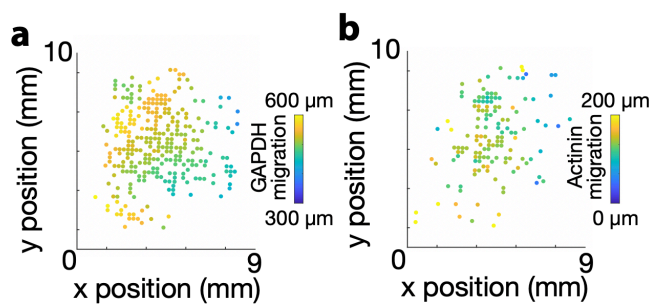 a
10
y position (mm)
0
x position (mm)
9
600 µm
GAPDH
migration
300 µm
b
10
y position (mm)
0
x position (mm)
9
200 µm
Actinin
migration
0 µm